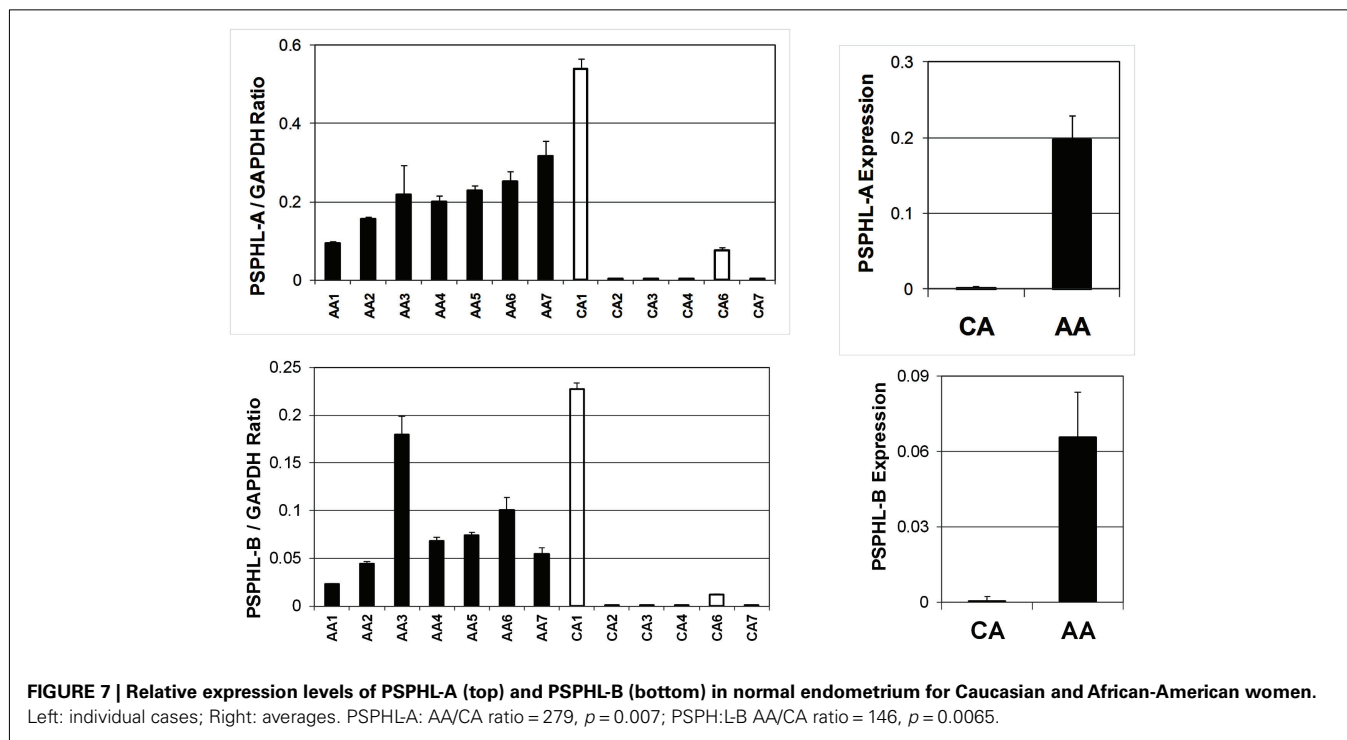 0.6
0.4
0.2
0
PSPHL-A / GAPDH Ratio
AA1
AA2
AA3
AA4
AA5
AA6
AA7
CA1
CA2
CA3
CA4
CA6
CA7
0.3
0.2
0.1
0
PSPHL-A Expression
CA AA
0.25
0.2
0.15
0.1
0.05
0
PSPHL-B / GAPDH Ratio
AA1
AA2
AA3
AA4
AA5
AA6
AA7
CA1
CA2
CA3
CA4
CA6
CA7
0.09
0.06
0.03
0
PSPHL-B Expression
CA AA
FIGURE 7 | Relative expression levels of PSPHL-A (top) and PSPHL-B (bottom) in normal endometrium for Caucasian and African-American women.
Left: individual cases; Right: averages. PSPHL-A: AA/CA ratio = 279, p = 0.007; PSPH:L-B AA/CA ratio = 146, p = 0.0065.